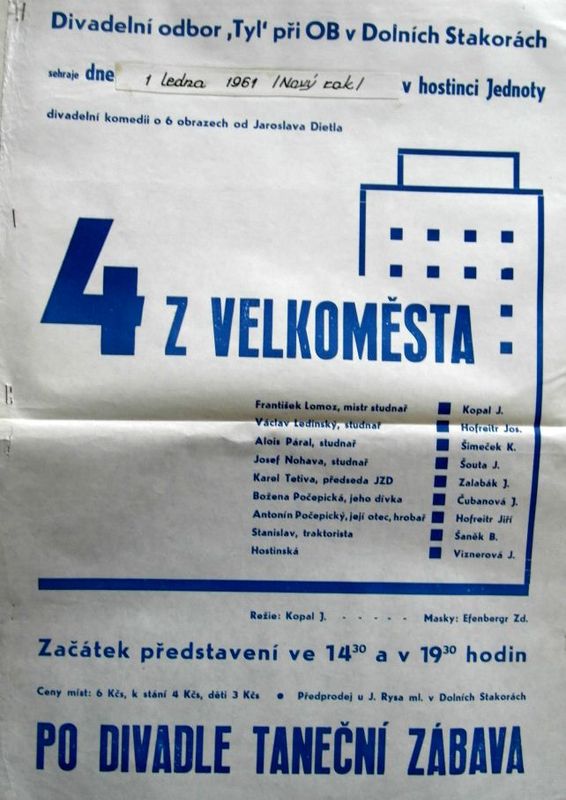 Divadelní odbor ‚Tyl' při OB v Dolních Stakorách
sehraje dne 1 ledna 1961 /Nový rok/ v hostinci Jednoty
divadelní komedii o 6 obrazech od Jaroslava Dietla
4 Z VELKOMĚSTA
František Lomoz, mistr studnař ■ Kopal J.
Václav Ledinský, studnař ■ Hofreitr Jos.
Alois Páral, studnař ■ Šimeček K.
Josef Nohava, studnař ■ Šouta J.
Karel Tetiva, předseda JZD ■ Zalabák J.
Božena Počepická, jeho dívka ■ Čubanová J.
Antonín Počepický, její otec, hrobař ■ Hofreitr Jiří
Stanislav, traktorista ■ Šaněk B.
Hostinská ■ Viznerová J.
Režie: Kopal J. - - - - - Masky: Efenbergr Zd.
Začátek představení ve 14³⁰ a v 19³⁰ hodin
Ceny míst: 6 Kčs, k stání 4 Kčs, děti 3 Kčs ● Předprodej u J. Rysa ml. v Dolních Stakorách
PO DIVADLE TANEČNÍ ZÁBAVA